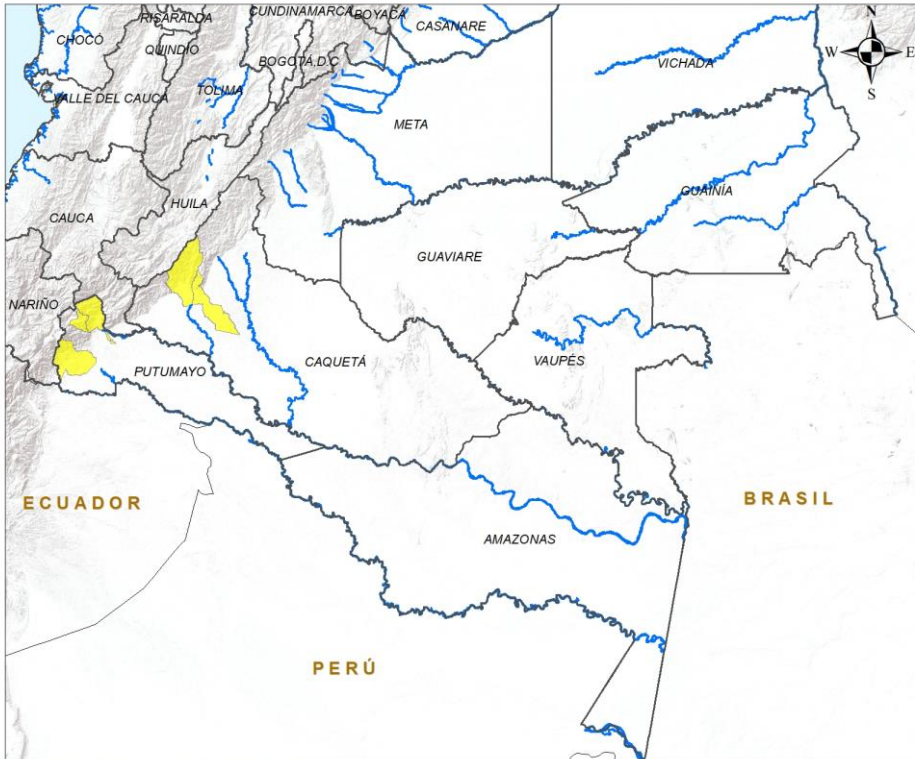 CUNDINAMARCA
BOYACÁ
RISARALDA
CASANARE
N
CHOCÓ
QUINDIO
BOGOTÁ D.C
W
E
VICHADA
S
VALLE DEL CAUCA
TOLIMA
META
GUAINÍA
HUILA
CAUCA
GUAVIARE
NARIÑO
CAQUETÁ
VAUPÉS
PUTUMAYO
ECUADOR
BRASIL
AMAZONAS
PERÚ